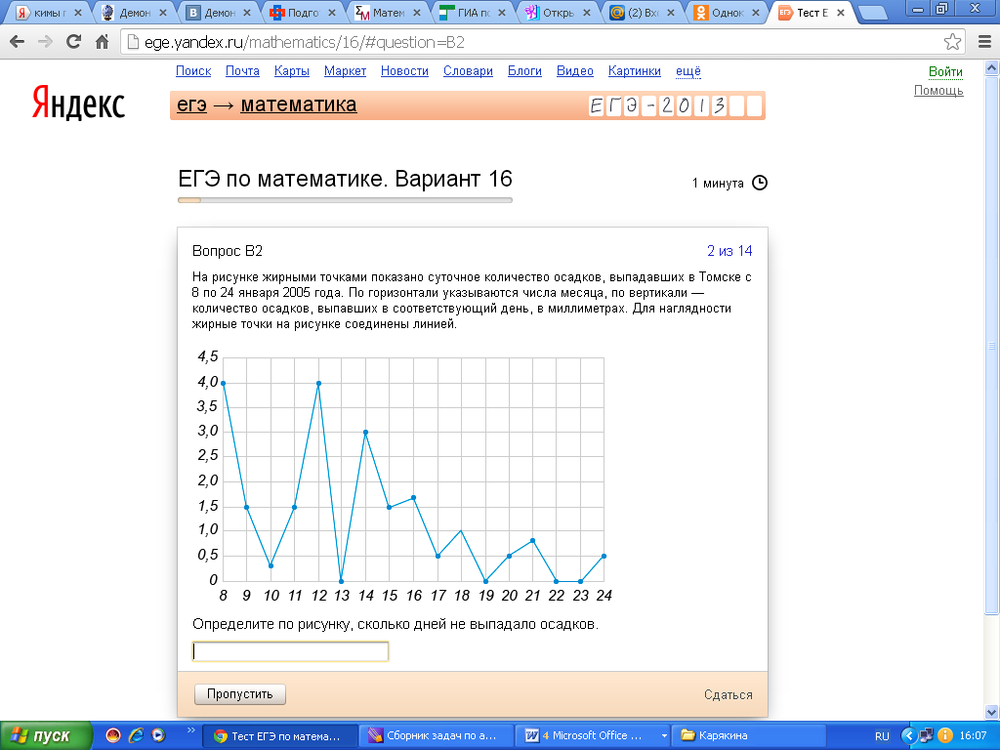 кимы г
Демон
Демон
Подго
Матем
ГИА по
Откры
(2) Вхо
Однок
Тест Е
ege.yandex.ru/mathematics/16/#question=B2
Поиск Почта Карты Маркет Новости Словари Блоги Видео Картинки ещё
Войти
Помощь
Яндекс
егэ → математика
ЕГЭ-2013
ЕГЭ по математике. Вариант 16
1 минута
Вопрос B2
2 из 14
На рисунке жирными точками показано суточное количество осадков, выпадавших в Томске с
8 по 24 января 2005 года. По горизонтали указываются числа месяца, по вертикали —
количество осадков, выпавших в соответствующий день, в миллиметрах. Для наглядности
жирные точки на рисунке соединены линией.
4,5
4,0
3,5
3,0
2,5
2,0
1,5
1,0
0,5
0
8 9 10 11 12 13 14 15 16 17 18 19 20 21 22 23 24
Определите по рисунку, сколько дней не выпадало осадков.
Пропустить
Сдаться
пуск
Тест ЕГЭ по матема...
Сборник задач по а...
4 Microsoft Office ...
Карякина
RU
16:07